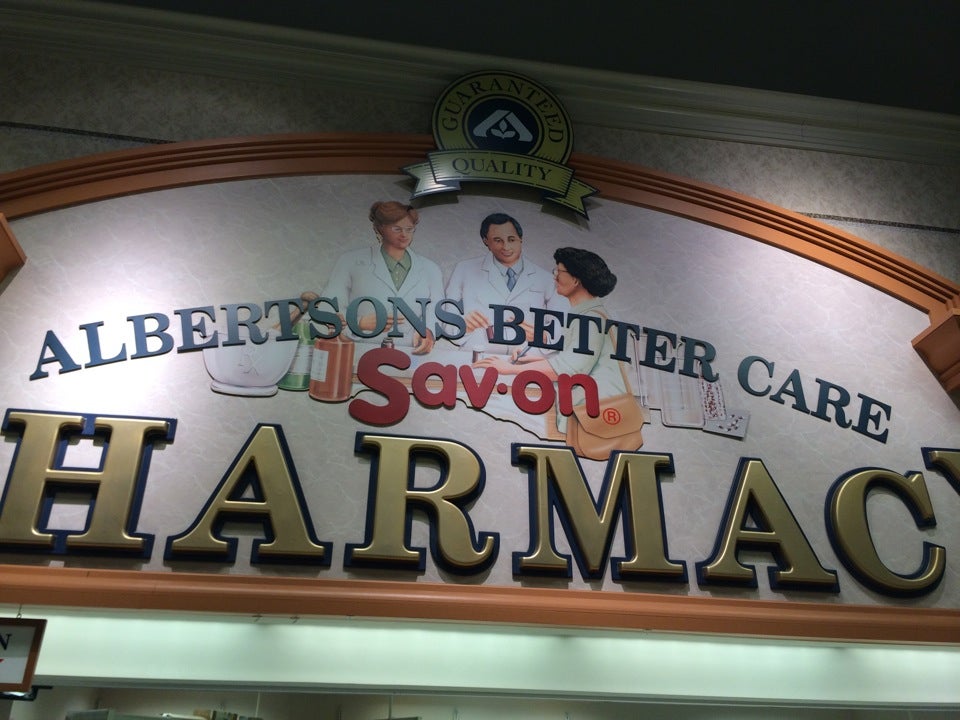 GUARANTEED
QUALITY
ALBERTSONS BETTER CARE
Sav-on®
HARMAC
N